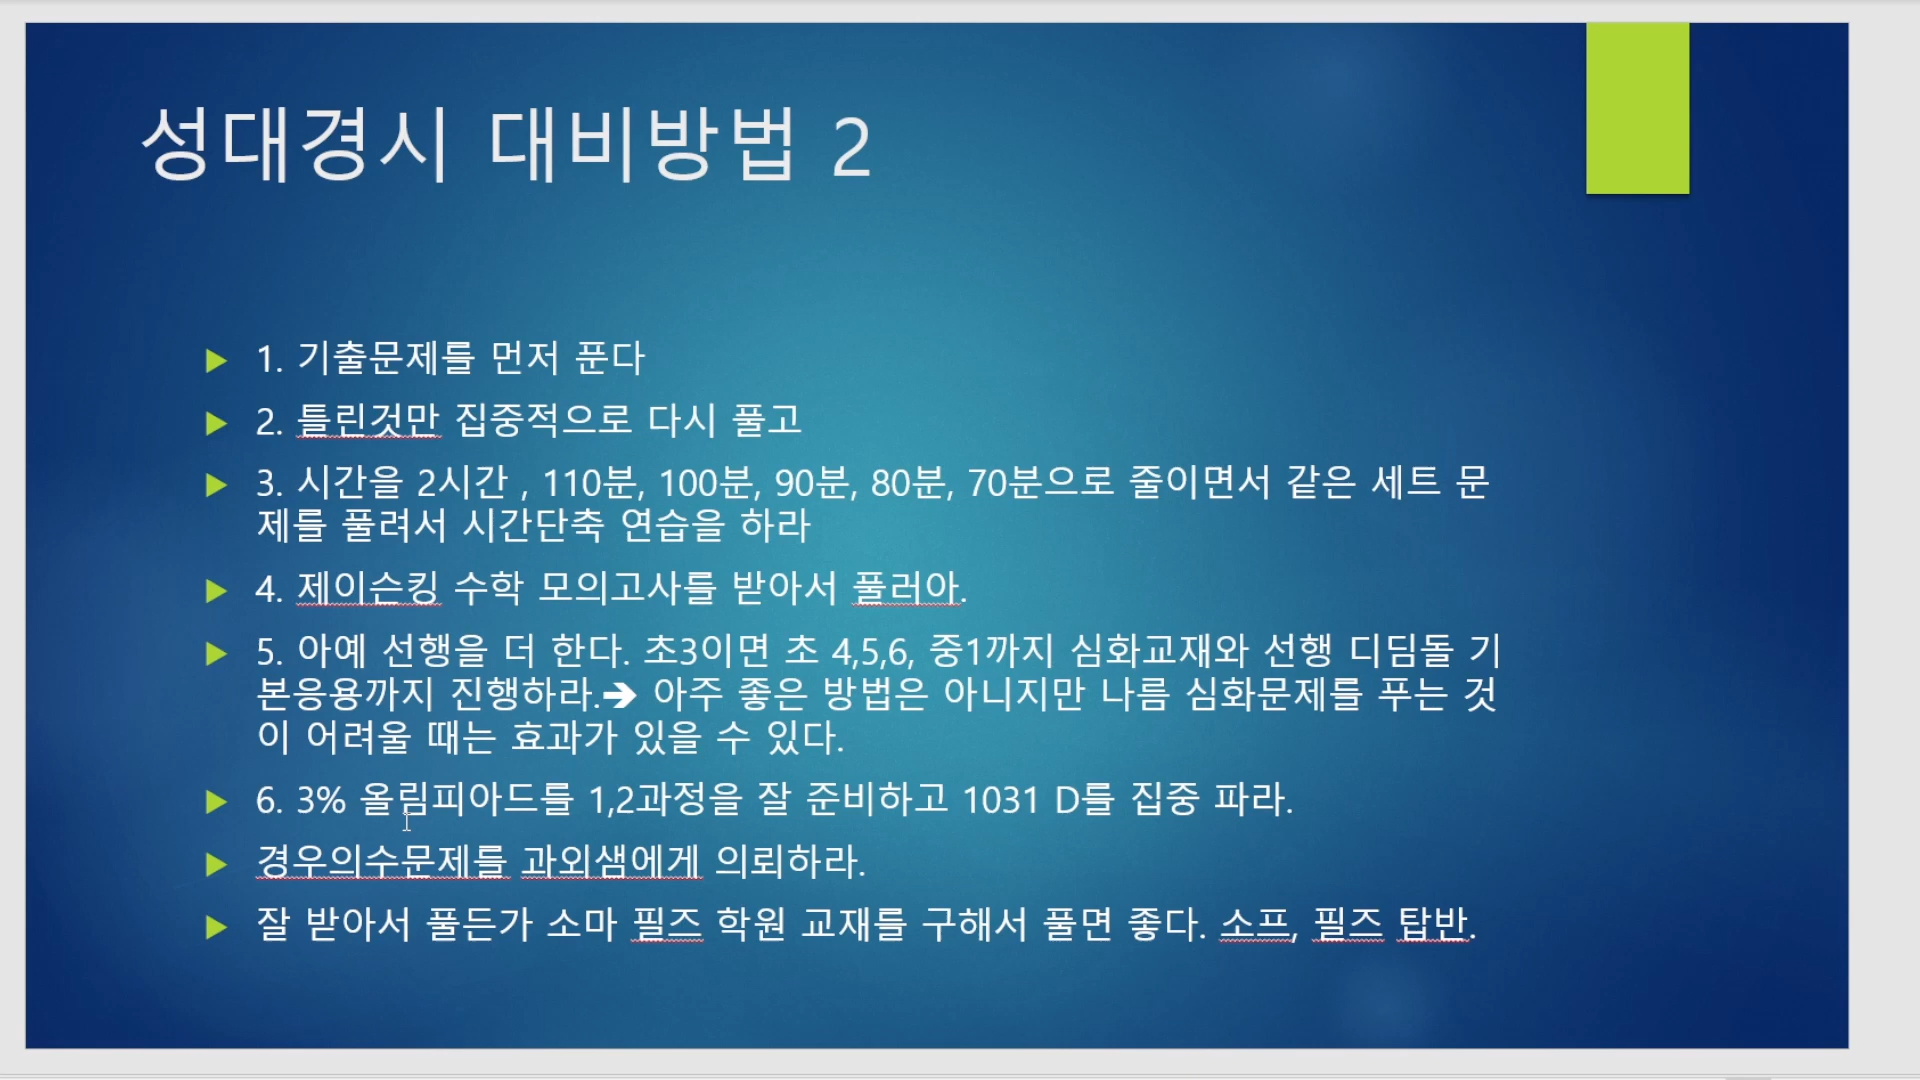 성대경시 대비방법 2
1. 기출문제를 먼저 푼다
2. 틀린것만 집중적으로 다시 풀고
3. 시간을 2시간 , 110분, 100분, 90분, 80분, 70분으로 줄이면서 같은 세트 문
제를 풀려서 시간단축 연습을 하라
4. 제이슨킹 수학 모의고사를 받아서 풀러아.
5. 아예 선행을 더 한다. 초3이면 초 4,5,6, 중1까지 심화교재와 선행 디딤돌 기
본응용까지 진행하라.➔ 아주 좋은 방법은 아니지만 나름 심화문제를 푸는 것
이 어려울 때는 효과가 있을 수 있다.
6. 3% 올림피아드를 1,2과정을 잘 준비하고 1031 D를 집중 파라.
경우의수문제를 과외샘에게 의뢰하라.
잘 받아서 풀든가 소마 필즈 학원 교재를 구해서 풀면 좋다. 소프, 필즈 탑반.